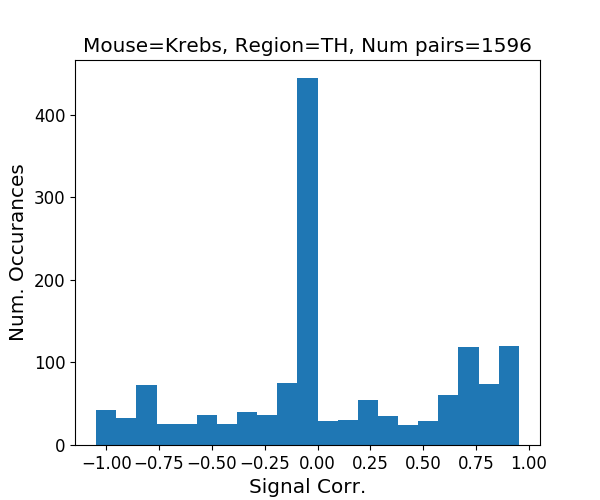 Mouse=Krebs, Region=TH, Num pairs=1596
Num. Occurances
400
300
200
100
0
−1.00 −0.75 −0.50 −0.25 0.00 0.25 0.50 0.75 1.00
Signal Corr.